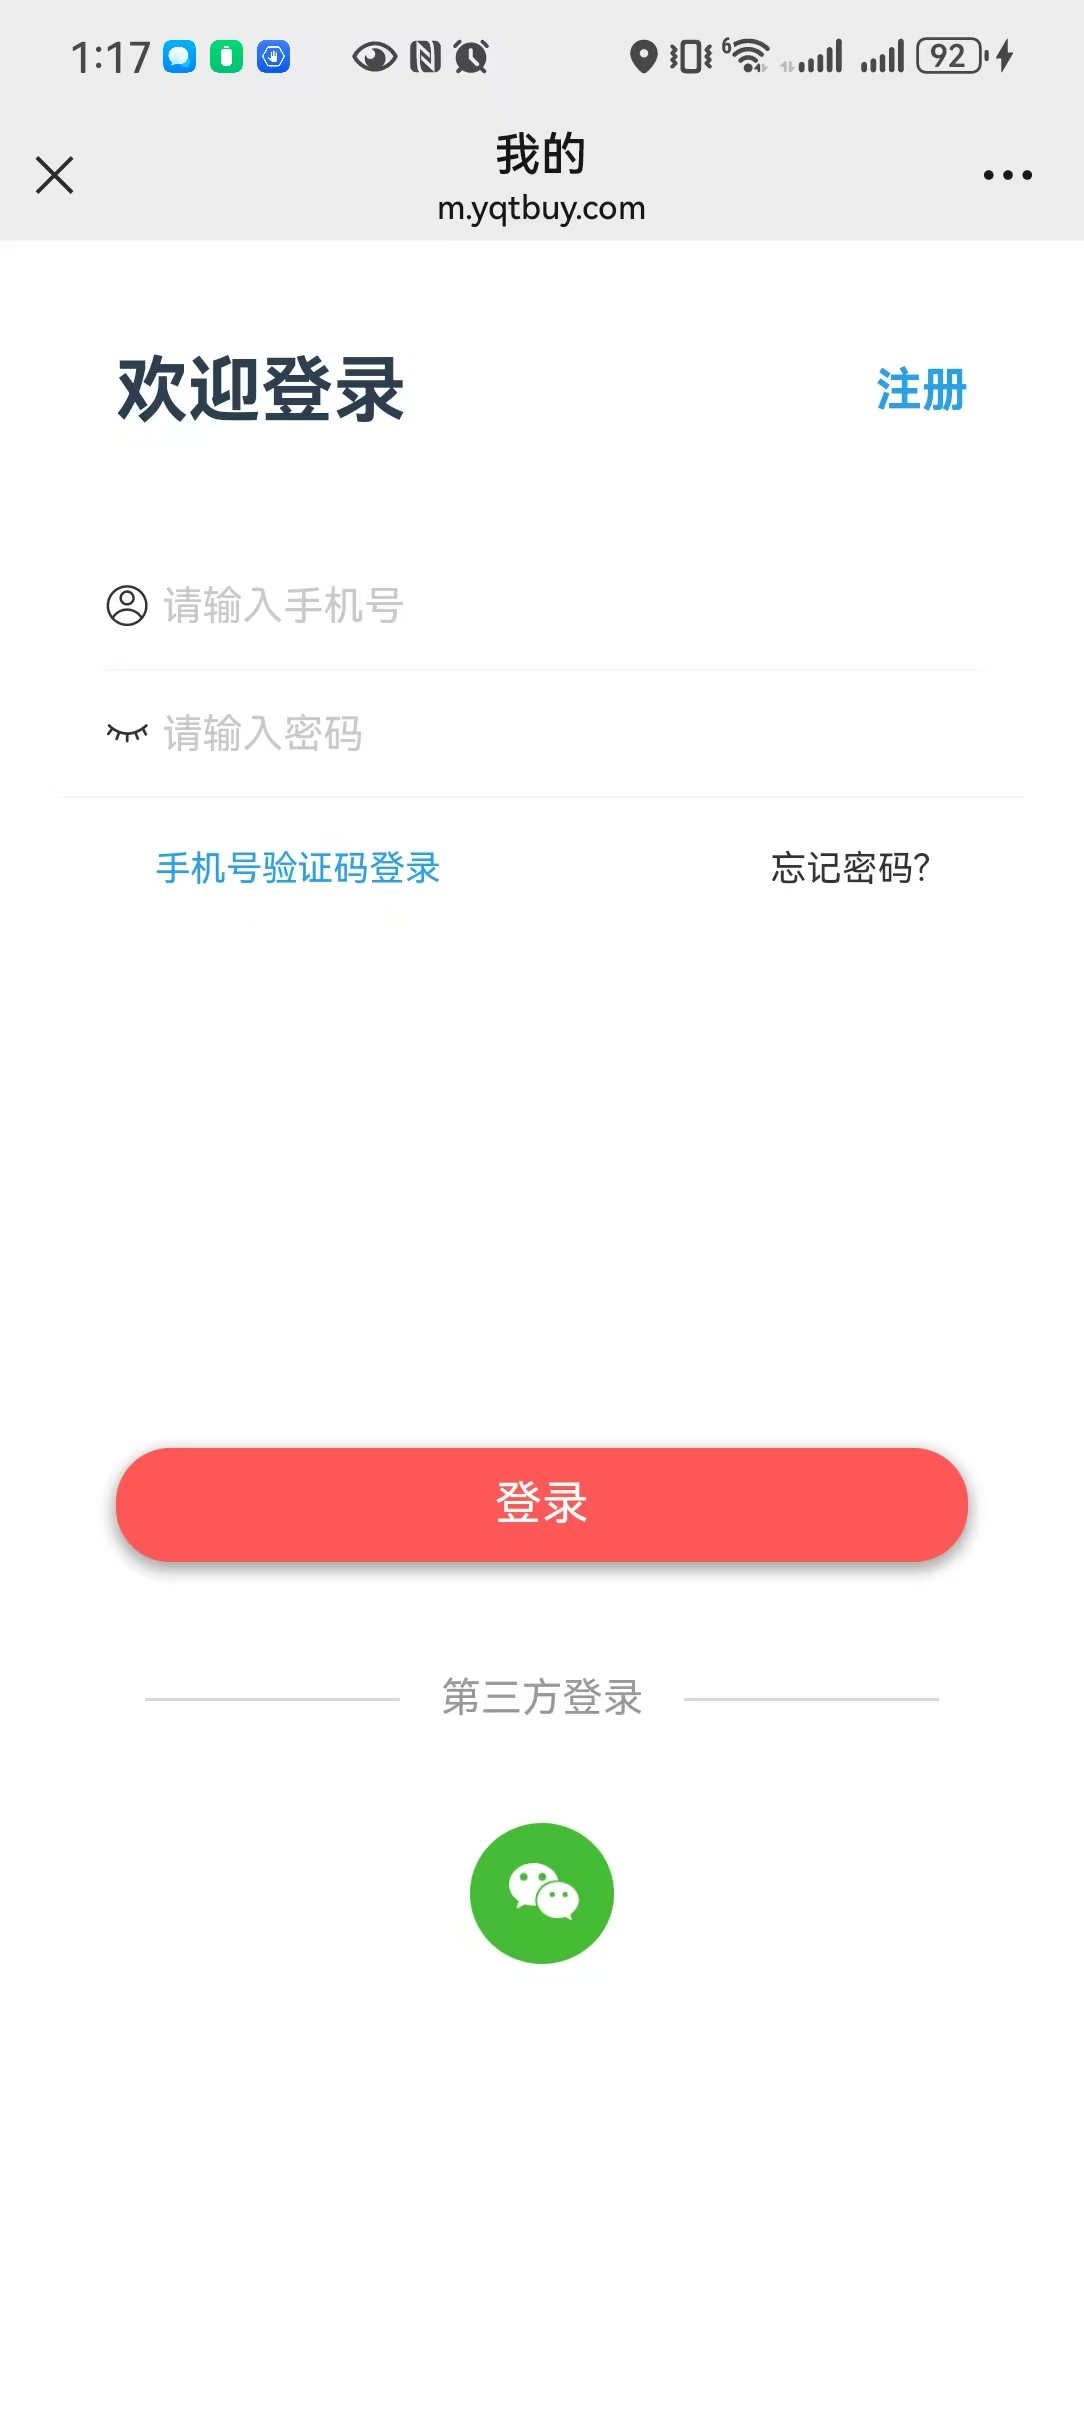 1:17
6
92
我的
m.yqtbuy.com
欢迎登录
注册
请输入手机号
请输入密码
手机号验证码登录
忘记密码?
登录
第三方登录